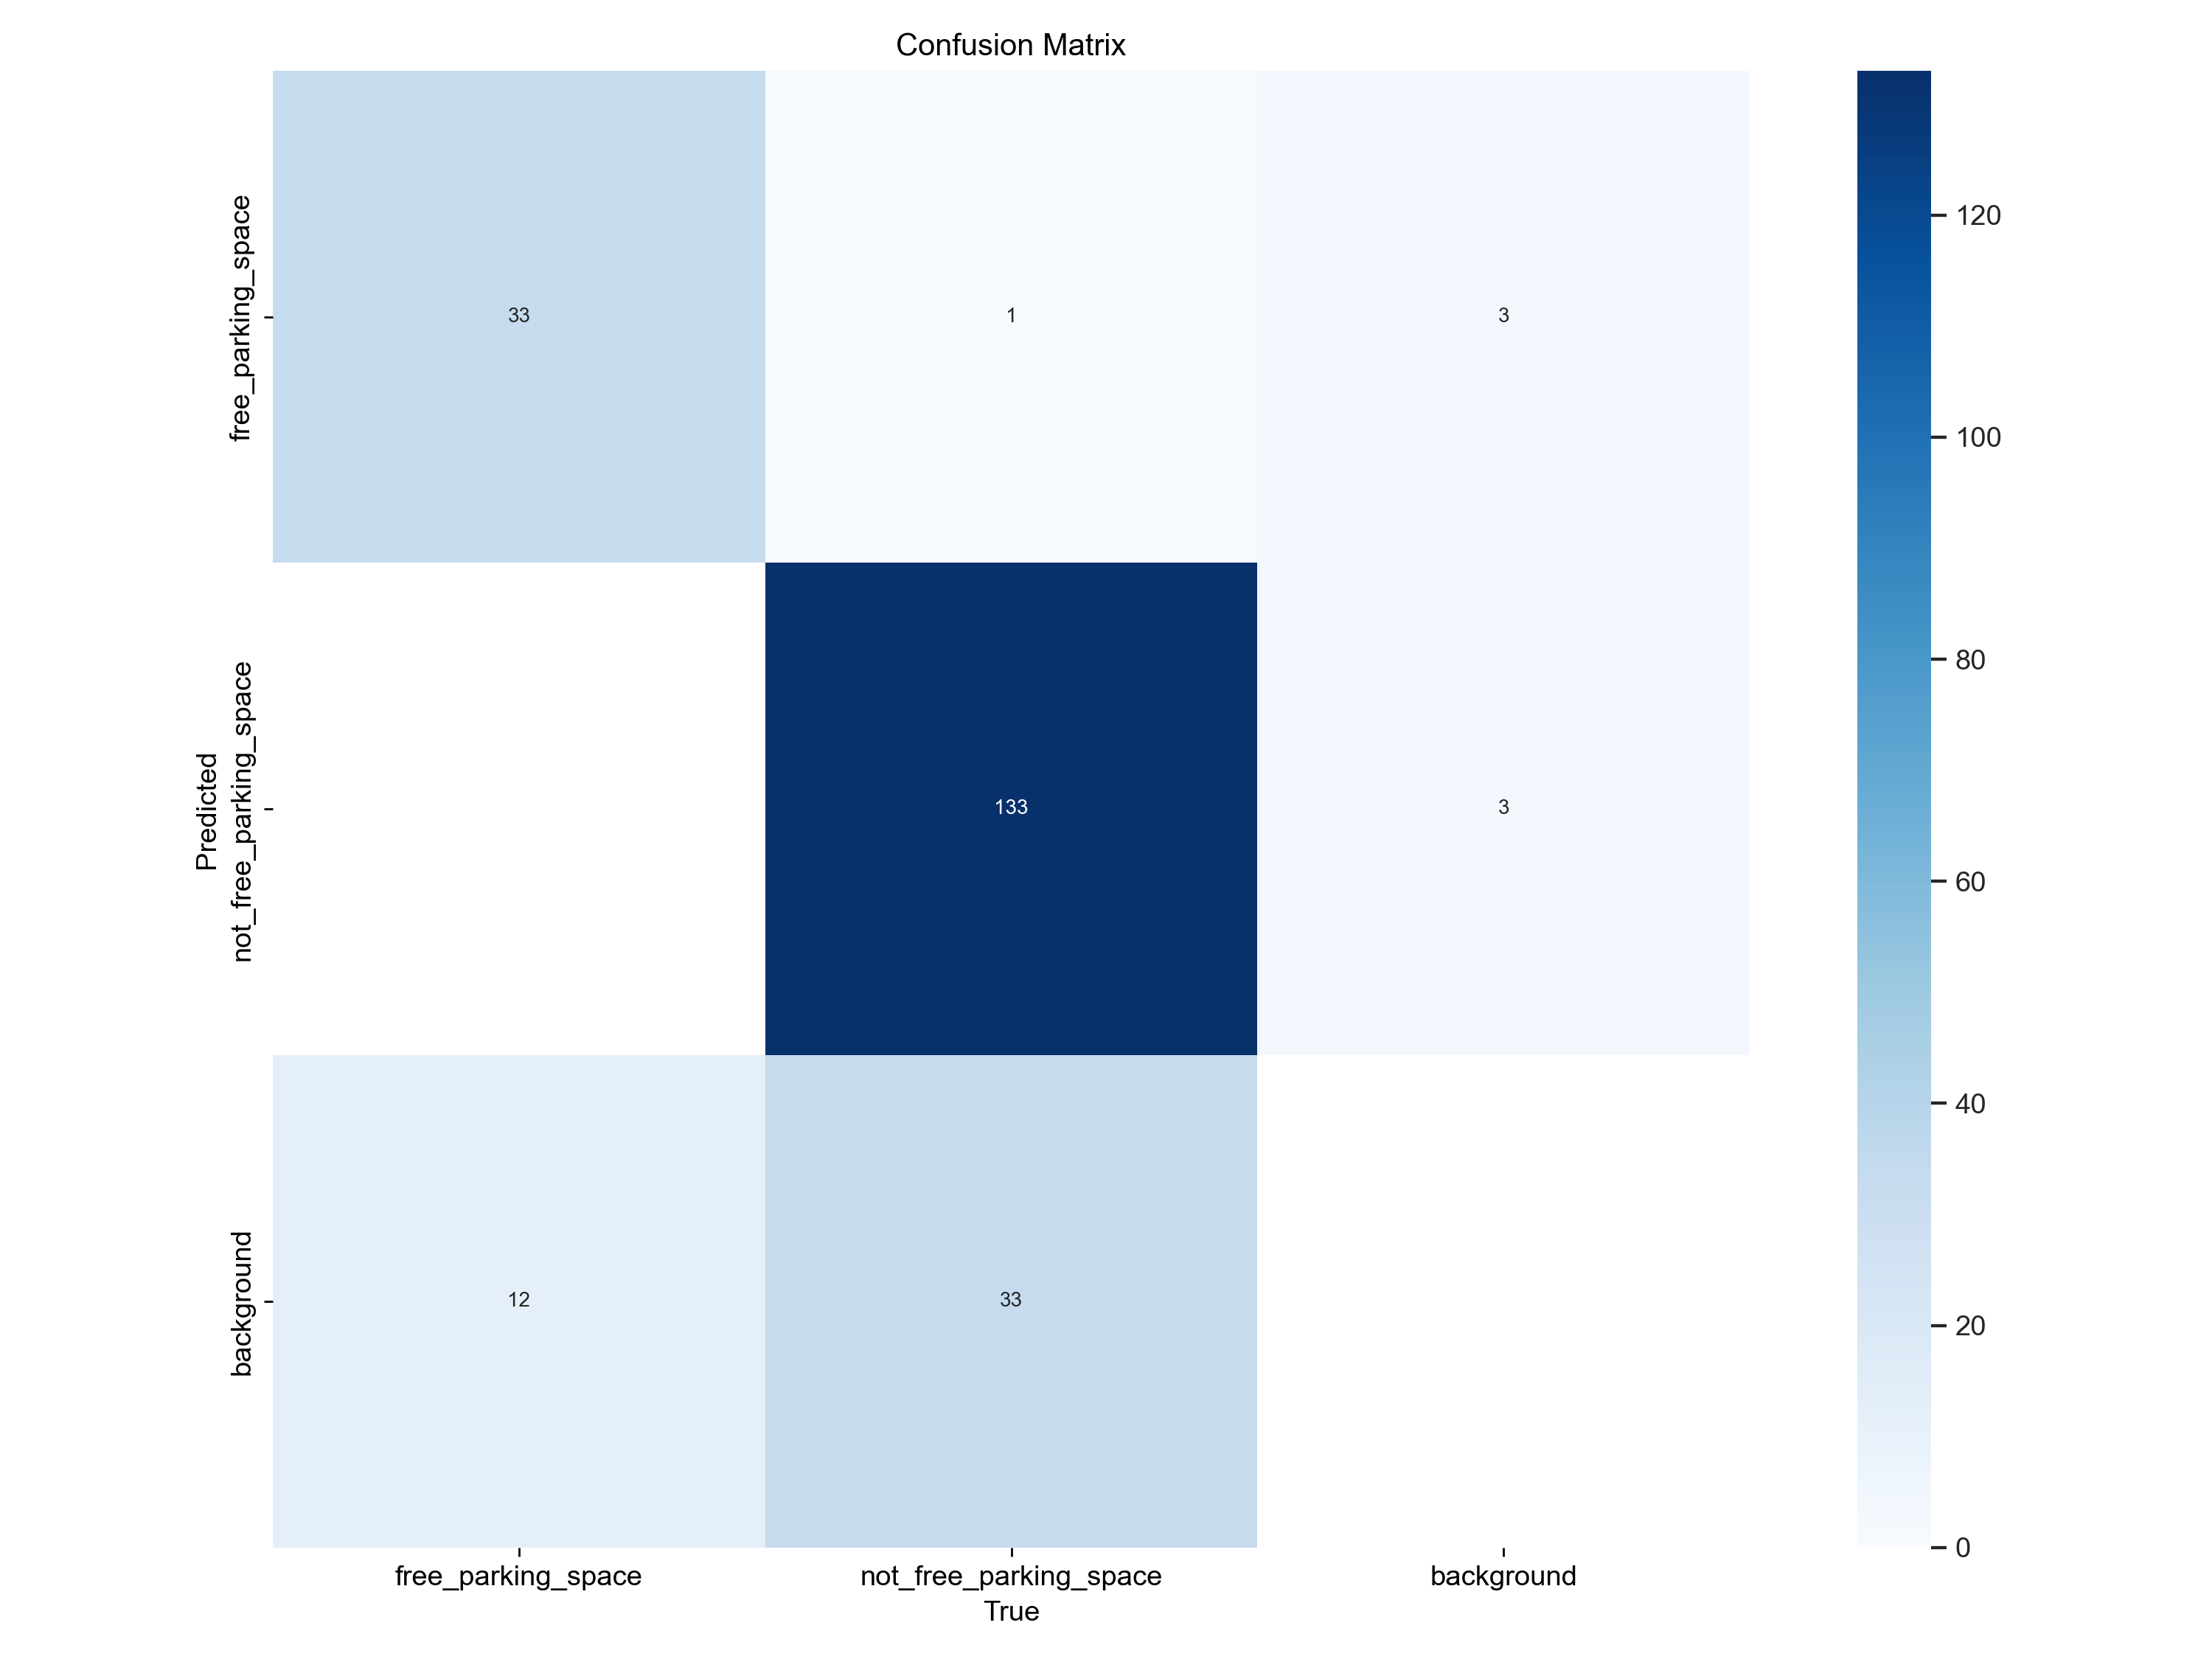 Confusion Matrix
Predicted
free_parking_space
33
1
3
not_free_parking_space
133
3
background
12
33
free_parking_space
not_free_parking_space
background
True
120
100
80
60
40
20
0